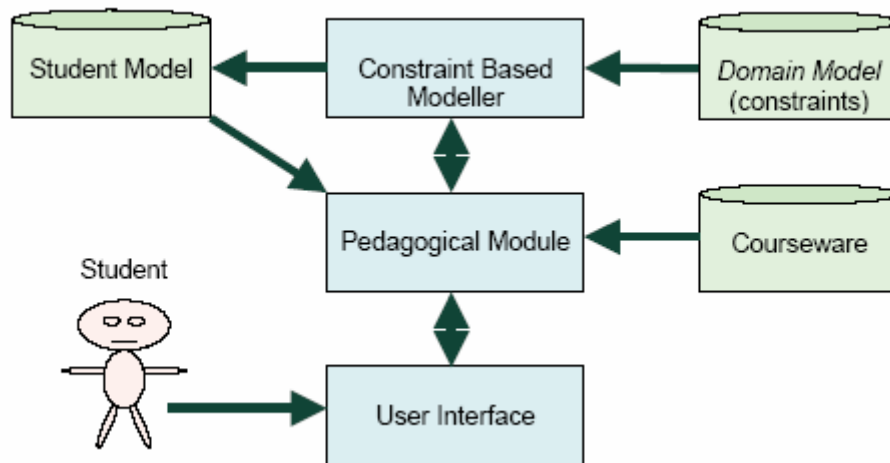 Student Model
Constraint Based
Modeller
Domain Model
(constraints)
Pedagogical Module
Courseware
Student
User Interface